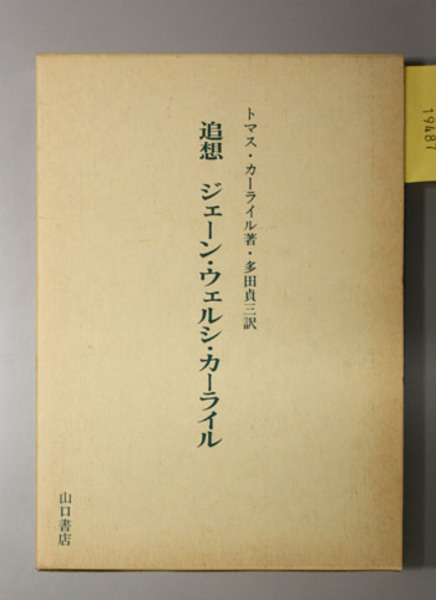 トマス・カーライル著・多田貞三訳
追想　ジェーン・ウェルシ・カーライル
山口書店
19487